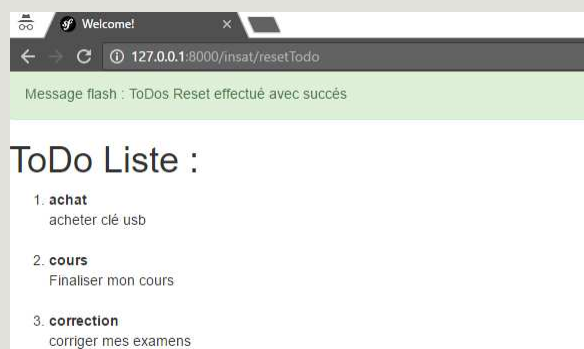 Welcome!
127.0.0.1:8000/insat/resetTodo
Message flash : ToDos Reset effectué avec succés
ToDo Liste :
1. achat
acheter clé usb
2. cours
Finaliser mon cours
3. correction
corriger mes examens